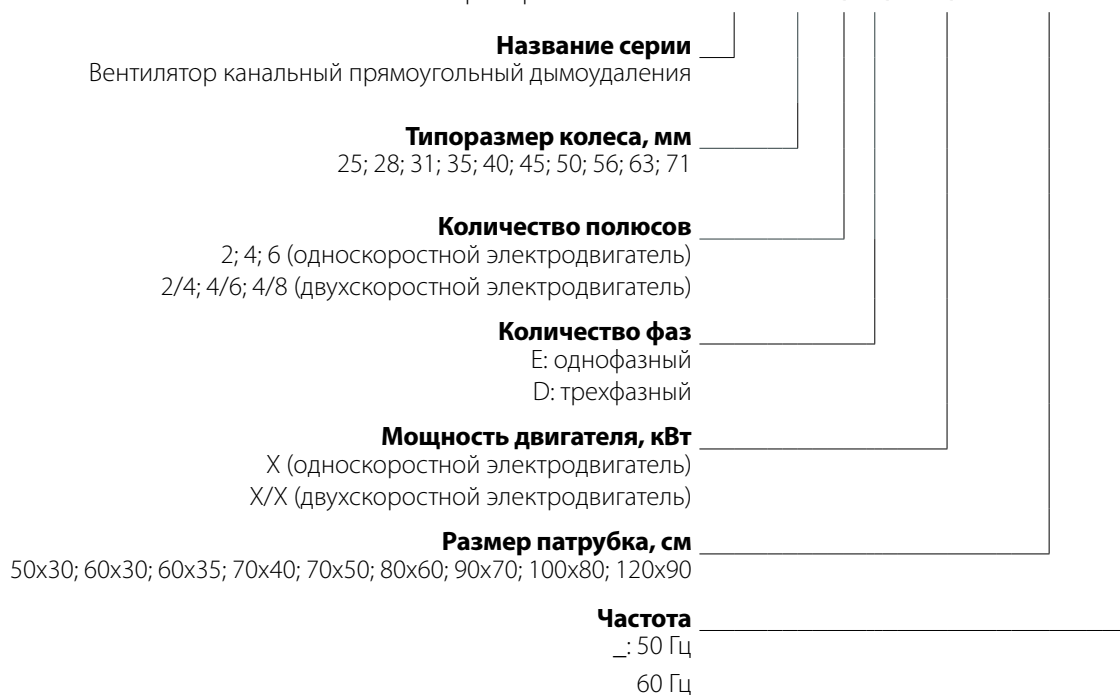 Название серии
Вентилятор канальный прямоугольный дымоудаления
Типоразмер колеса, мм
25; 28; 31; 35; 40; 45; 50; 56; 63; 71
Количество полюсов
2; 4; 6 (односкоростной электродвигатель)
2/4; 4/6; 4/8 (двухскоростной электродвигатель)
Количество фаз
E: однофазный
D: трехфазный
Мощность двигателя, кВт
X (односкоростной электродвигатель)
X/X (двухскоростной электродвигатель)
Размер патрубка, см
50x30; 60x30; 60x35; 70x40; 70x50; 80x60; 90x70; 100x80; 120x90
Частота
_: 50 Гц
60 Гц